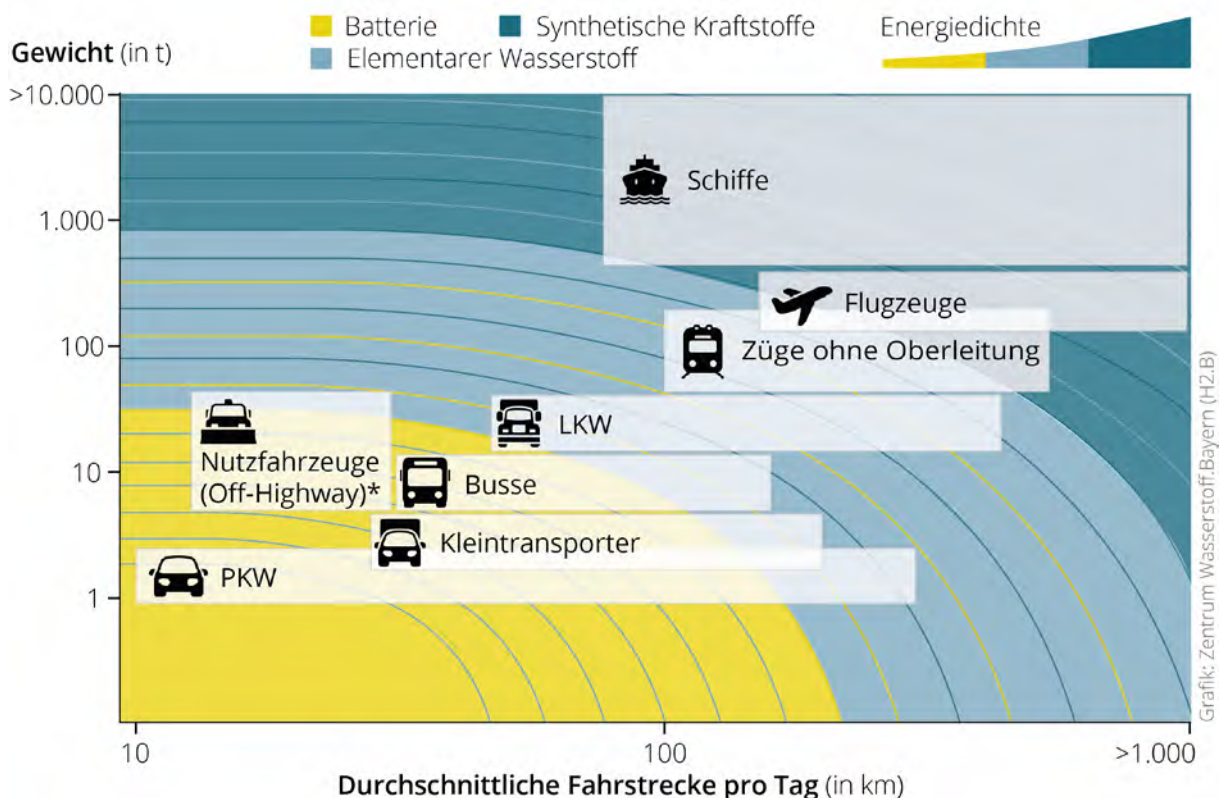 Batterie
Synthetische Kraftstoffe
Energiedichte
Gewicht (in t)
Elementarer Wasserstoff
>10.000
Schiffe
1.000
Flugzeuge
100
Züge ohne Oberleitung
LKW
Nutzfahrzeuge
(Off-Highway)*
10
Busse
Kleintransporter
PKW
1
10
100
>1.000
Durchschnittliche Fahrstrecke pro Tag (in km)
Grafik: Zentrum Wasserstoff.Bayern (H2.B)